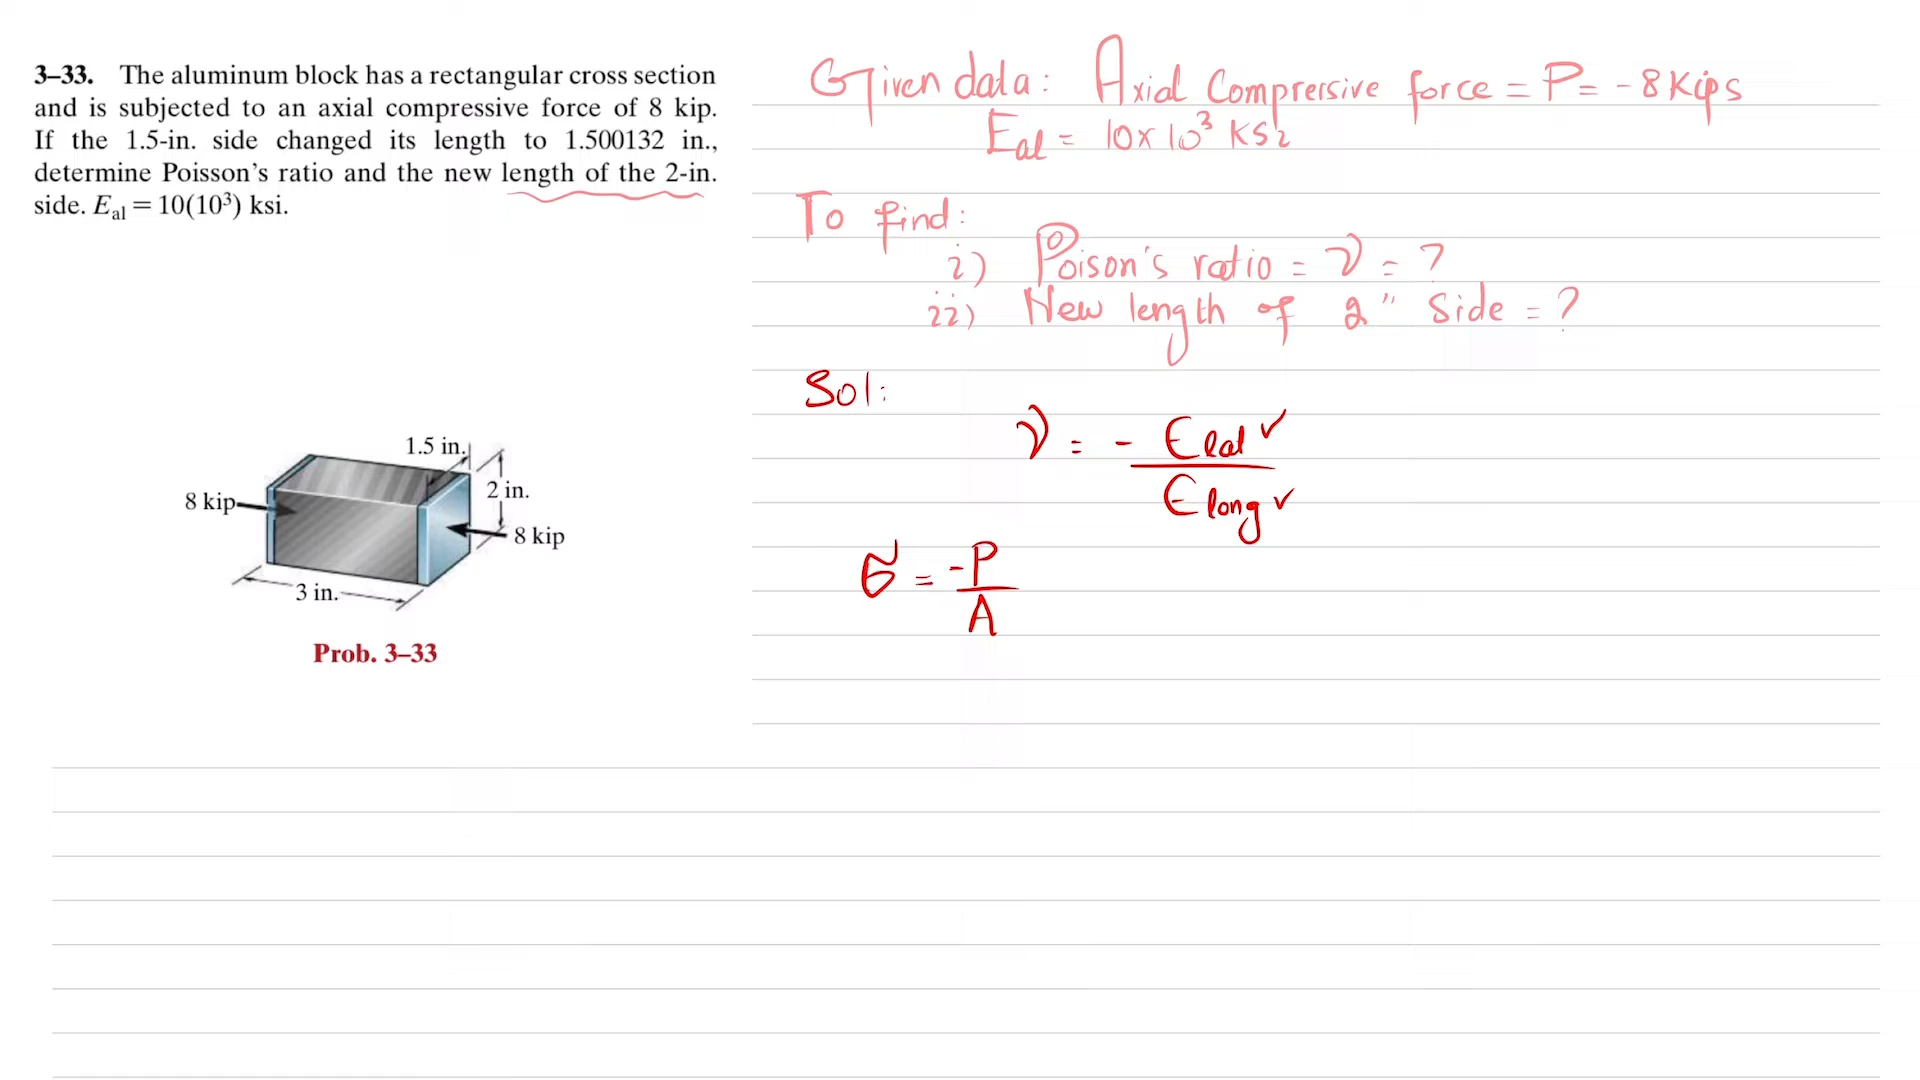 3–33. The aluminum block has a rectangular cross section
and is subjected to an axial compressive force of 8 kip.
If the 1.5-in. side changed its length to 1.500132 in.,
determine Poisson's ratio and the new length of the 2-in.
side. Eal = 10(10³) ksi.
1.5 in.
2 in.
8 kip
8 kip
3 in.
Prob. 3–33
Given data: Axial Compressive force = P = - 8 Kips
Eal = 10 x 10³ KSi
To find:
i) Poison's ratio = ν = ?
ii) New length of 2" Side = ?
Sol:
ν = - ϵlat ✓
ϵlong ✓
σ = -P
A